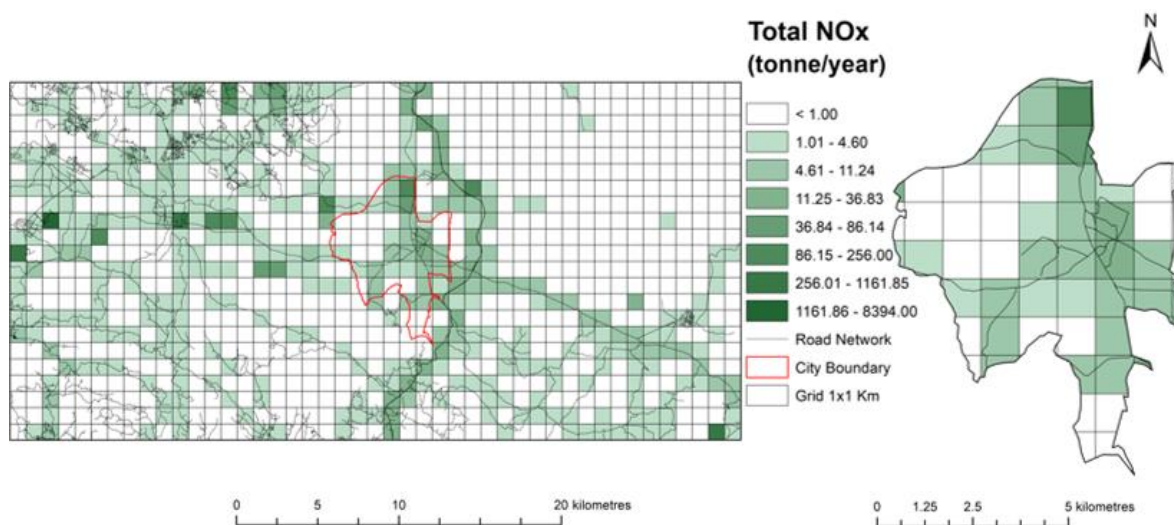 Total NOx
(tonne/year)
N
< 1.00
1.01 - 4.60
4.61 - 11.24
11.25 - 36.83
36.84 - 86.14
86.15 - 256.00
256.01 - 1161.85
1161.86 - 8394.00
Road Network
City Boundary
Grid 1x1 Km
0 5 10 20 kilometres
0 1.25 2.5 5 kilometres